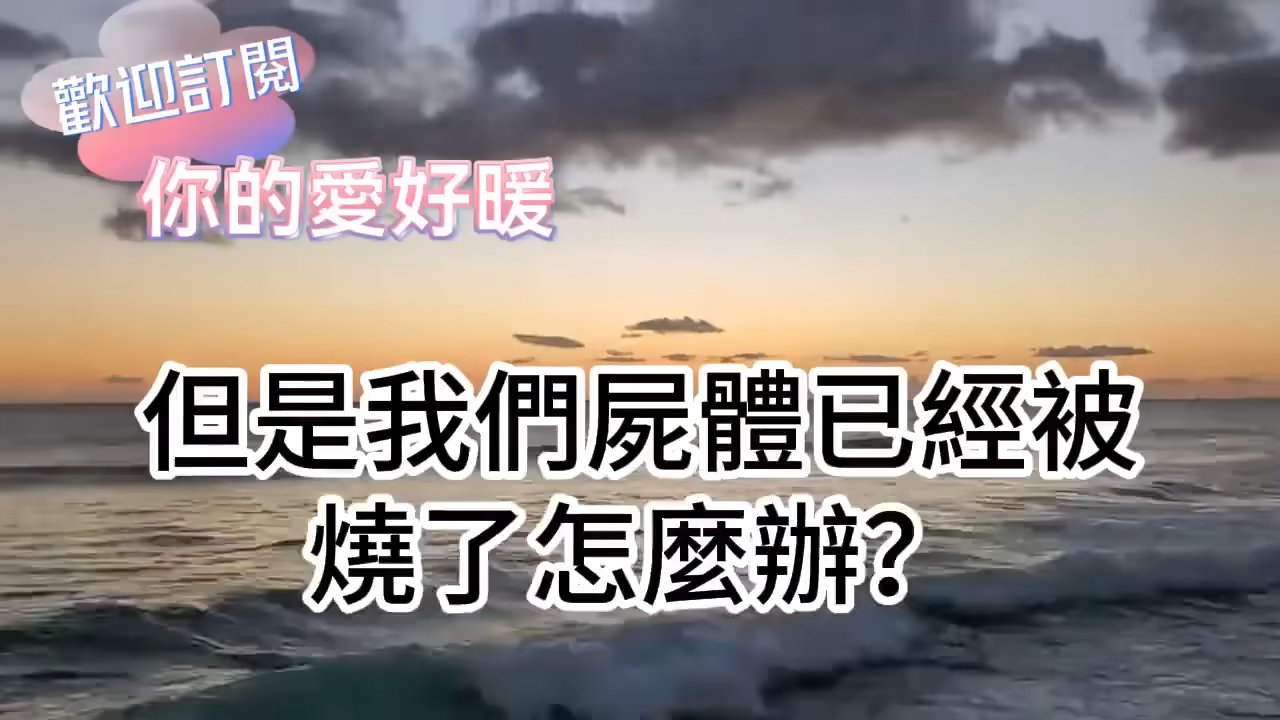 歡迎訂閱
你的愛好暖
但是我們屍體已經被
燒了怎麼辦?